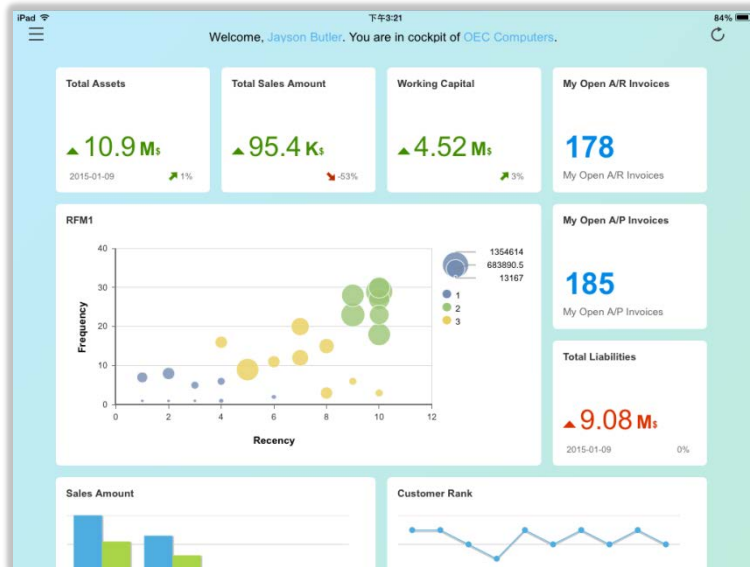 iPad 下午3:21 84%
Welcome, Jayson Butler. You are in cockpit of OEC Computers.
Total Assets
10.9 M$
2015-01-09 1%
Total Sales Amount
95.4 K$
-53%
Working Capital
4.52 M$
3%
My Open A/R Invoices
178
My Open A/R Invoices
RFM1
40
30
20
10
0
Frequency
0 2 4 6 8 10 12
Recency
1354614
683890.5
13167
1
2
3
My Open A/P Invoices
185
My Open A/P Invoices
Total Liabilities
9.08 M$
2015-01-09 0%
Sales Amount
Customer Rank